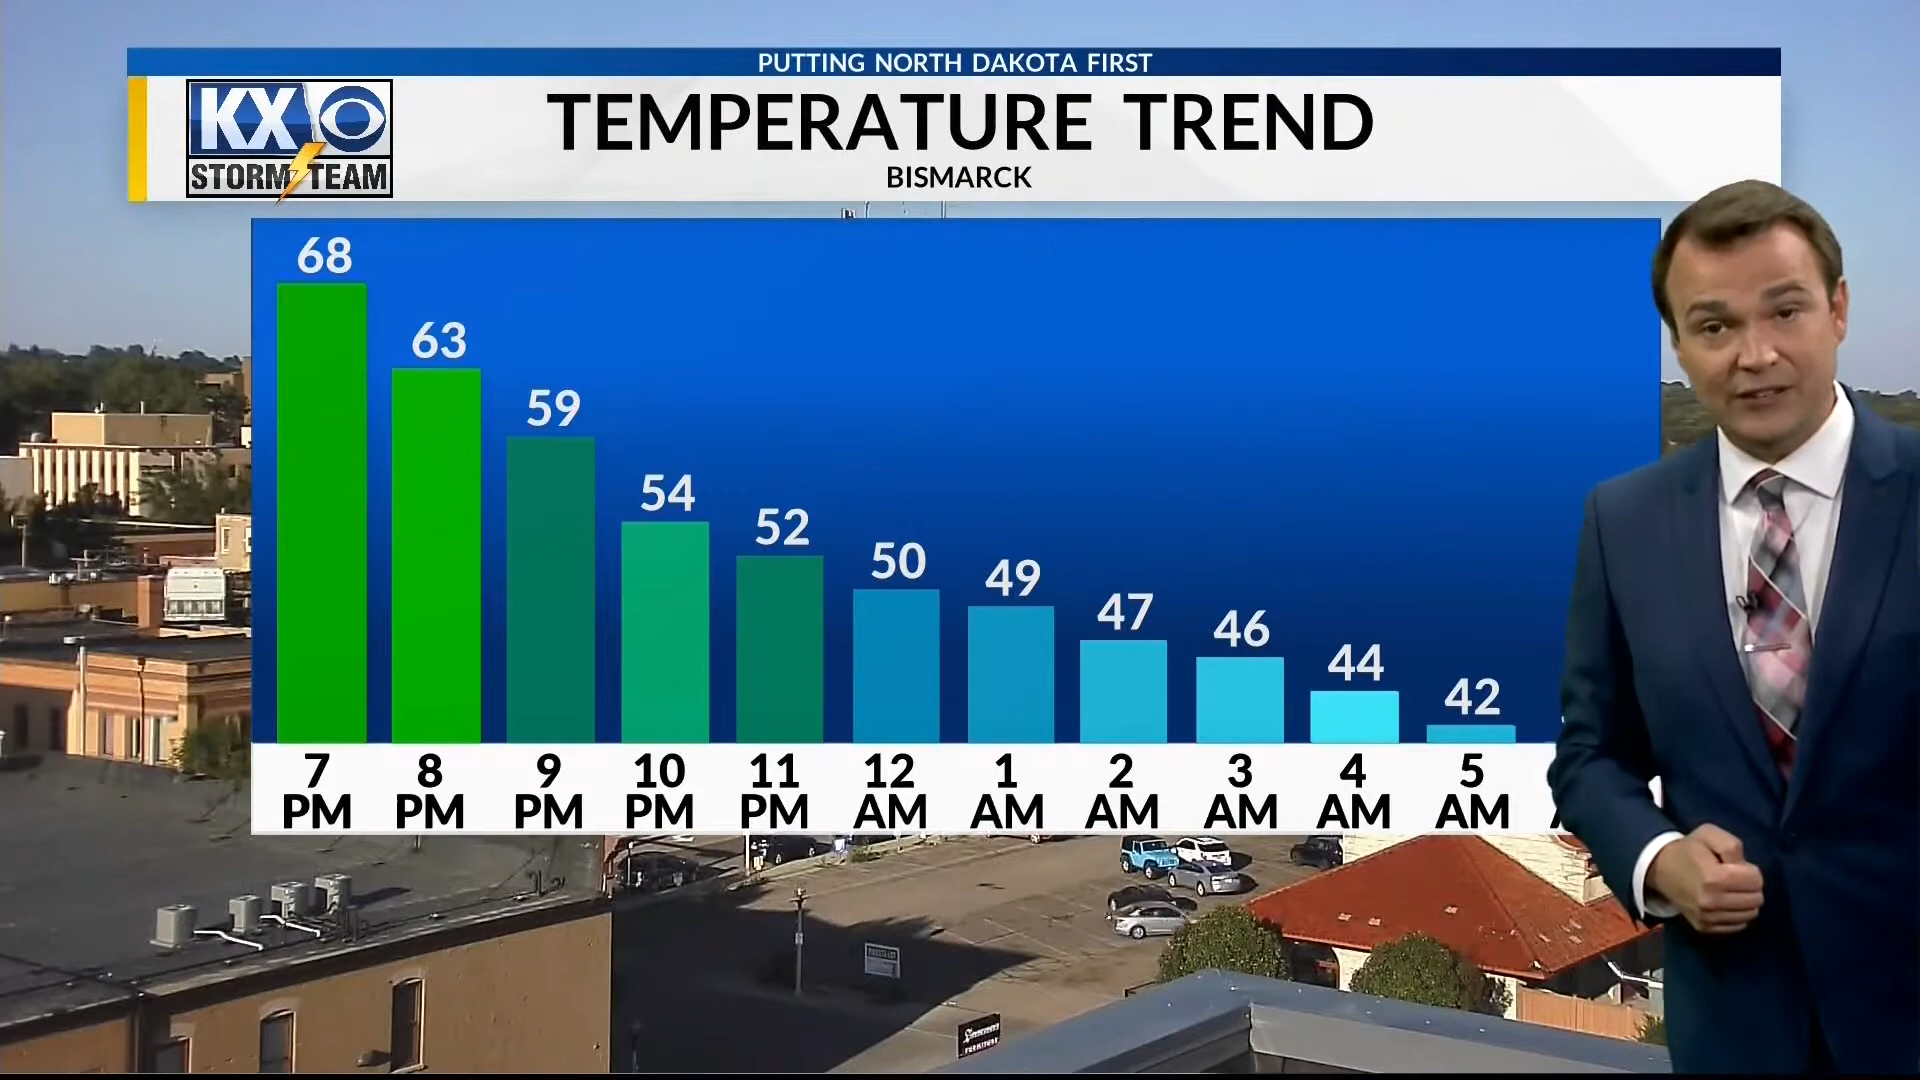 PUTTING NORTH DAKOTA FIRST
KX
STORM TEAM
TEMPERATURE TREND
BISMARCK
68
63
59
54
52
50
49
47
46
44
42
7 8 9 10 11 12 1 2 3 4 5
PM PM PM PM PM AM AM AM AM AM AM
FURNITURE